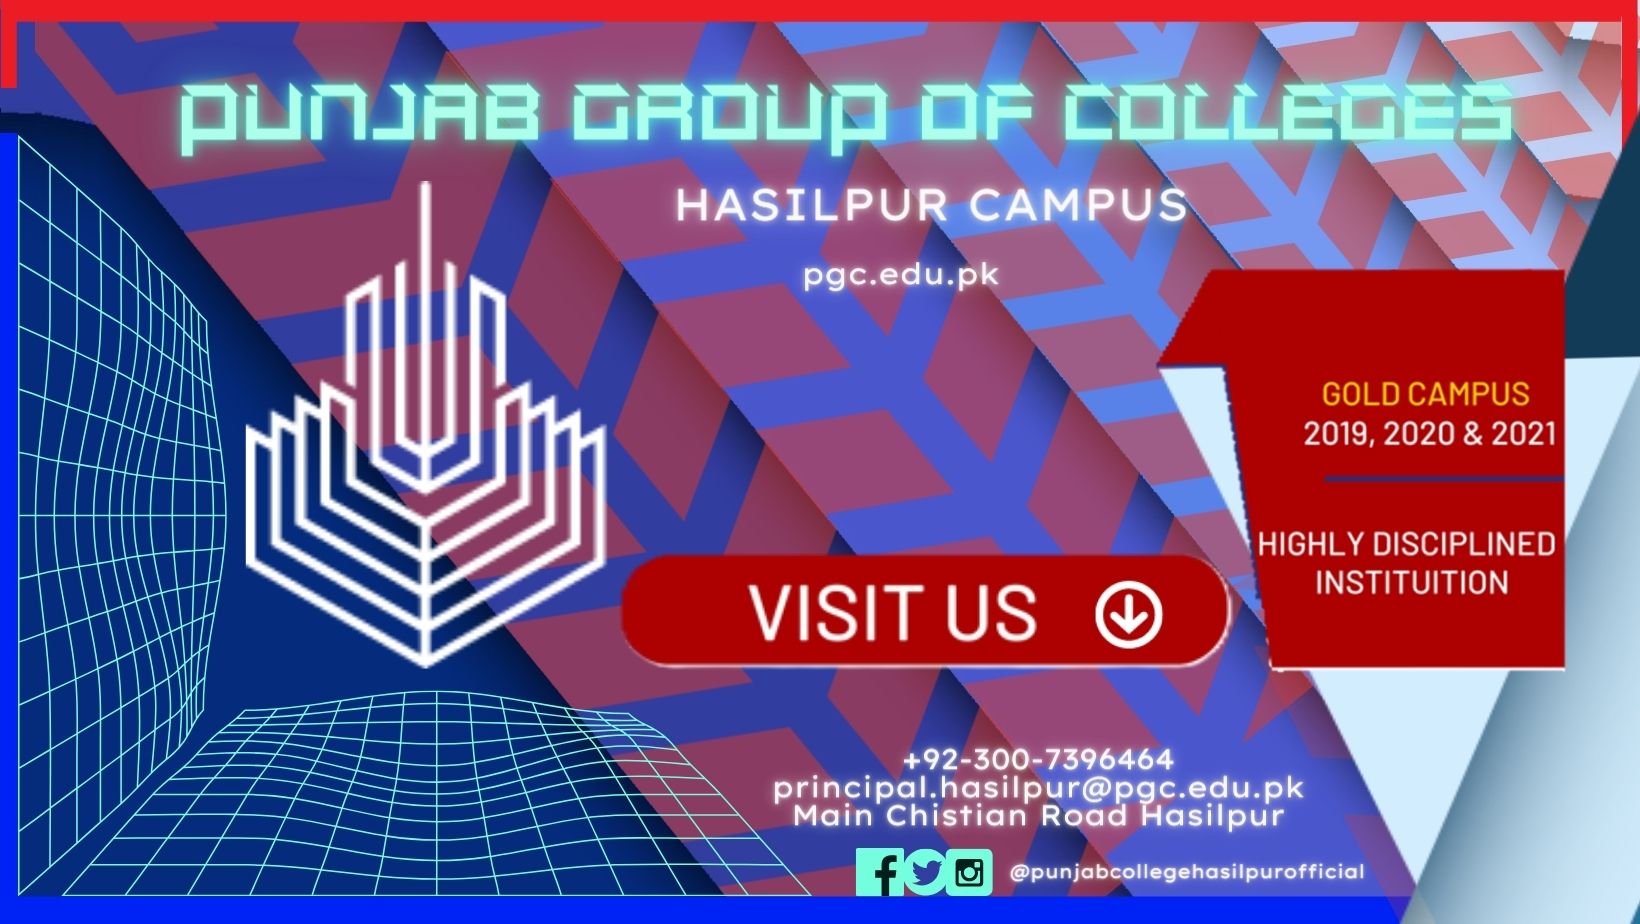 PUNJAB GROUP OF COLLEGES
HASILPUR CAMPUS
pgc.edu.pk
GOLD CAMPUS
2019, 2020 & 2021
HIGHLY DISCIPLINED
INSTITUITION
VISIT US
+92-300-7396464
principal.hasilpur@pgc.edu.pk
Main Chistian Road Hasilpur
@punjabcollegehasilpurofficial